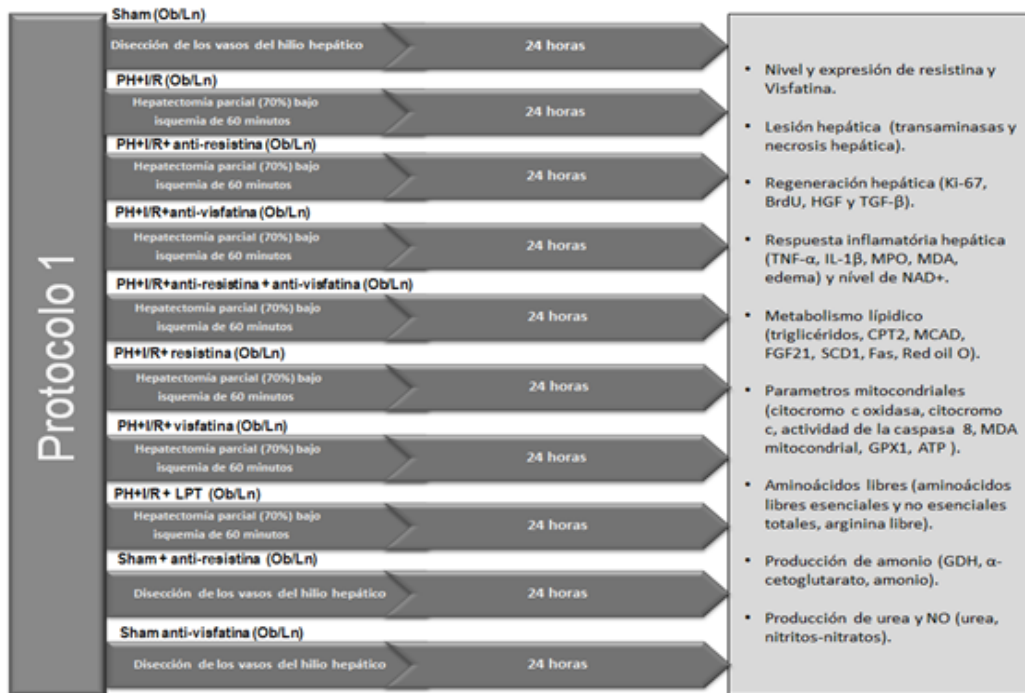 Protocolo 1
Sham (Ob/Ln)
Disección de los vasos del hilio hepático
24 horas
PH+I/R (Ob/Ln)
Hepatectomía parcial (70%) bajo
isquemia de 60 minutos
24 horas
PH+I/R+ anti-resistina (Ob/Ln)
Hepatectomía parcial (70%) bajo
isquemia de 60 minutos
24 horas
PH+I/R+anti-visfatina (Ob/Ln)
Hepatectomía parcial (70%) bajo
isquemia de 60 minutos
24 horas
PH+I/R+anti-resistina + anti-visfatina (Ob/Ln)
Hepatectomía parcial (70%) bajo
isquemia de 60 minutos
24 horas
PH+I/R+ resistina (Ob/Ln)
Hepatectomía parcial (70%) bajo
isquemia de 60 minutos
24 horas
PH+I/R+ visfatina (Ob/Ln)
Hepatectomía parcial (70%) bajo
isquemia de 60 minutos
24 horas
PH+I/R + LPT (Ob/Ln)
Hepatectomía parcial (70%) bajo
isquemia de 60 minutos
24 horas
Sham + anti-resistina (Ob/Ln)
Disección de los vasos del hilio hepático
24 horas
Sham anti-visfatina (Ob/Ln)
Disección de los vasos del hilio hepático
24 horas
• Nivel y expresión de resistina y
Visfatina.
• Lesión hepática (transaminasas y
necrosis hepática).
• Regeneración hepática (Ki-67,
BrdU, HGF y TGF-β).
• Respuesta inflamatória hepática
(TNF-α, IL-1β, MPO, MDA,
edema) y nível de NAD+.
• Metabolismo lípidico
(triglicéridos, CPT2, MCAD,
FGF21, SCD1, Fas, Red oil O).
• Parametros mitocondriales
(citocromo c oxidasa, citocromo
c, actividad de la caspasa 8, MDA
mitocondrial, GPX1, ATP ).
• Aminoácidos libres (aminoácidos
libres esenciales y no esenciales
totales, arginina libre).
• Producción de amonio (GDH, α-
cetoglutarato, amonio).
• Producción de urea y NO (urea,
nitritos-nitratos).